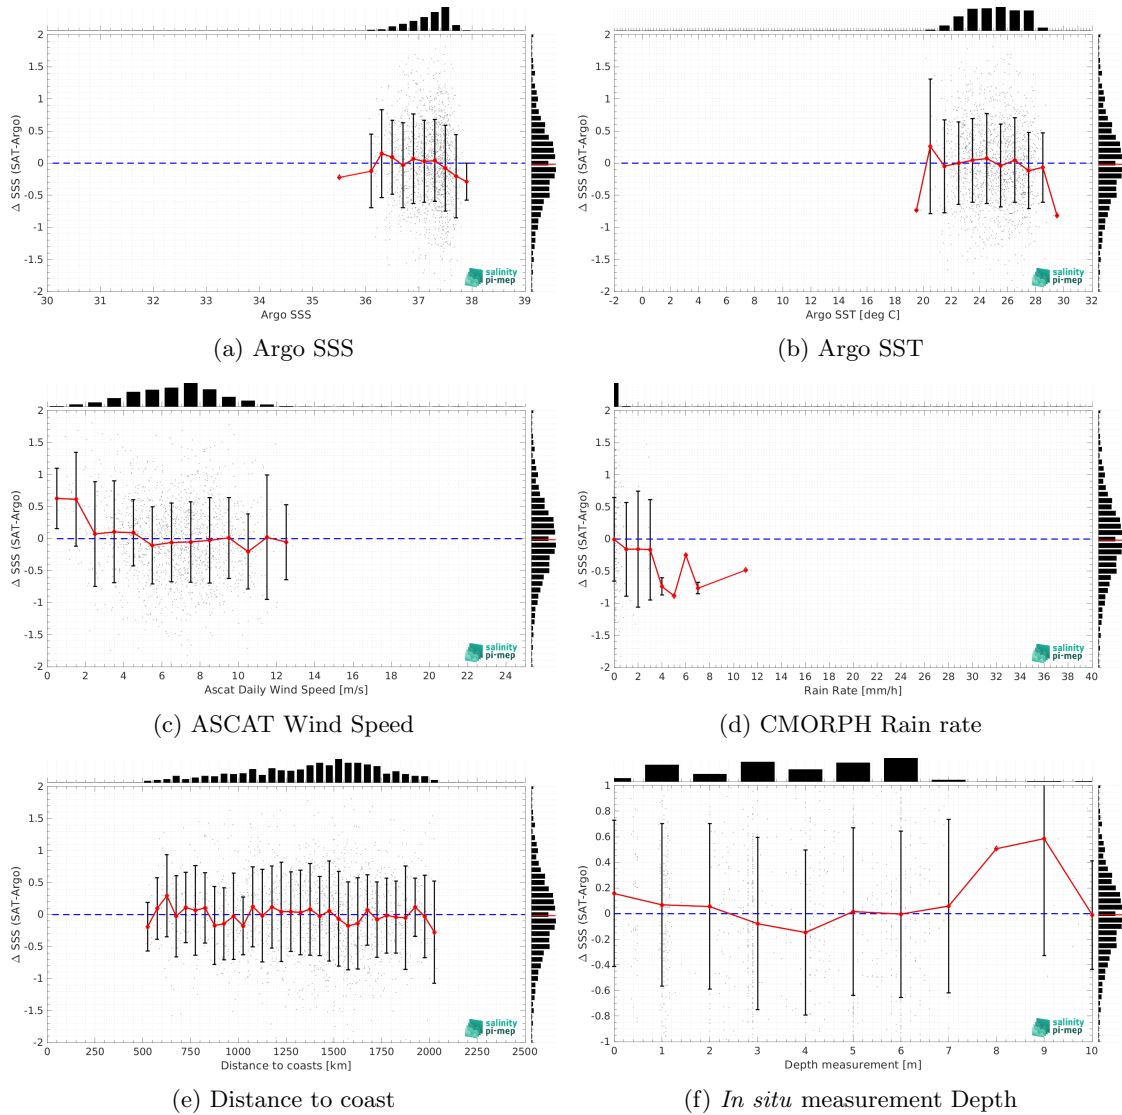 Δ SSS (SAT-Argo)
2
1.5
1
0.5
0
-0.5
-1
-1.5
-2
30 31 32 33 34 35 36 37 38 39
Argo SSS
salinity
pi-mep
(a) Argo SSS
Δ SSS (SAT-Argo)
2
1.5
1
0.5
0
-0.5
-1
-1.5
-2
-2 0 2 4 6 8 10 12 14 16 18 20 22 24 26 28 30 32
Argo SST [deg C]
salinity
pi-mep
(b) Argo SST
Δ SSS (SAT-Argo)
2
1.5
1
0.5
0
-0.5
-1
-1.5
-2
0 2 4 6 8 10 12 14 16 18 20 22 24
Ascat Daily Wind Speed [m/s]
salinity
pi-mep
(c) ASCAT Wind Speed
Δ SSS (SAT-Argo)
2
1.5
1
0.5
0
-0.5
-1
-1.5
-2
0 2 4 6 8 10 12 14 16 18 20 22 24 26 28 30 32 34 36 38 40
Rain Rate [mm/h]
salinity
pi-mep
(d) CMORPH Rain rate
Δ SSS (SAT-Argo)
2
1.5
1
0.5
0
-0.5
-1
-1.5
-2
0 250 500 750 1000 1250 1500 1750 2000 2250 2500
Distance to coasts [km]
salinity
pi-mep
(e) Distance to coast
Δ SSS (SAT-Argo)
1
0.8
0.6
0.4
0.2
0
-0.2
-0.4
-0.6
-0.8
-1
0 1 2 3 4 5 6 7 8 9 10
Depth measurement [m]
salinity
pi-mep
(f) In situ measurement Depth